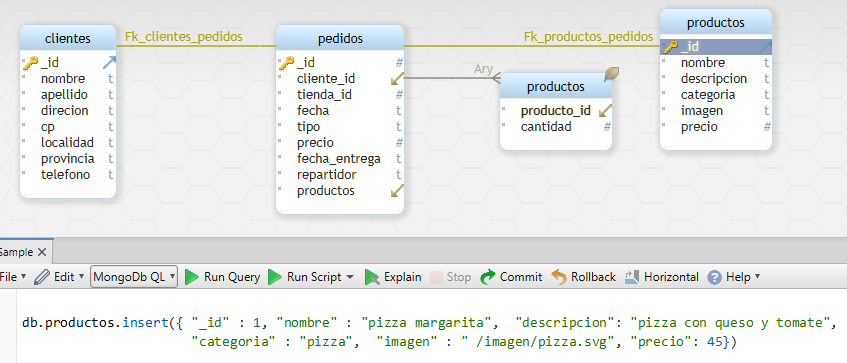 clientes
_id
nombre t
apellido t
direcion t
cp t
localidad t
provincia t
telefono t
Fk_clientes_pedidos
pedidos
_id #
cliente_id
tienda_id #
fecha t
tipo t
precio #
fecha_entrega t
repartidor t
productos
Fk_productos_pedidos
Ary
productos
producto_id
cantidad #
productos
_id
nombre t
descripcion t
categoria t
imagen t
precio #
Sample
File Edit MongoDb QL Run Query Run Script Explain Stop Commit Rollback Horizontal Help
db.productos.insert({ "_id" : 1, "nombre" : "pizza margarita", "descripcion": "pizza con queso y tomate",
"categoria" : "pizza", "imagen" : " /imagen/pizza.svg", "precio": 45})